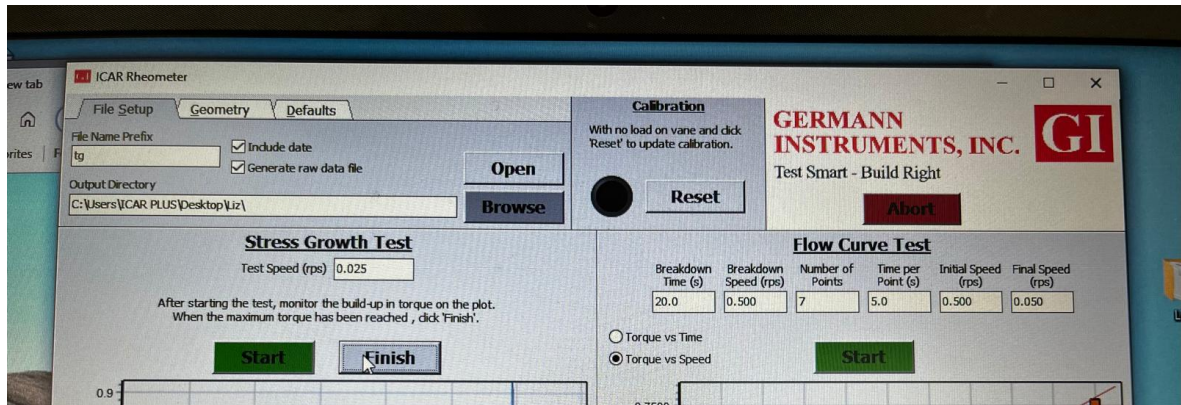 ew tab
ICAR Rheometer
File Setup
Geometry
Defaults
File Name Prefix
tg
Include date
Generate raw data file
Open
Output Directory
C:\Users\ICAR PLUS\Desktop\Liz\
Browse
Calibration
With no load on vane and click
'Reset' to update calibration.
Reset
GERMANN
INSTRUMENTS, INC.
GI
Test Smart - Build Right
Abort
orites
Stress Growth Test
Test Speed (rps) 0.025
After starting the test, monitor the build-up in torque on the plot.
When the maximum torque has been reached , click 'Finish'.
Start
Finish
0.9
Flow Curve Test
Breakdown Time (s)
Breakdown Speed (rps)
Number of Points
Time per Point (s)
Initial Speed (rps)
Final Speed (rps)
20.0
0.500
7
5.0
0.500
0.050
Torque vs Time
Torque vs Speed
Start
0.7500